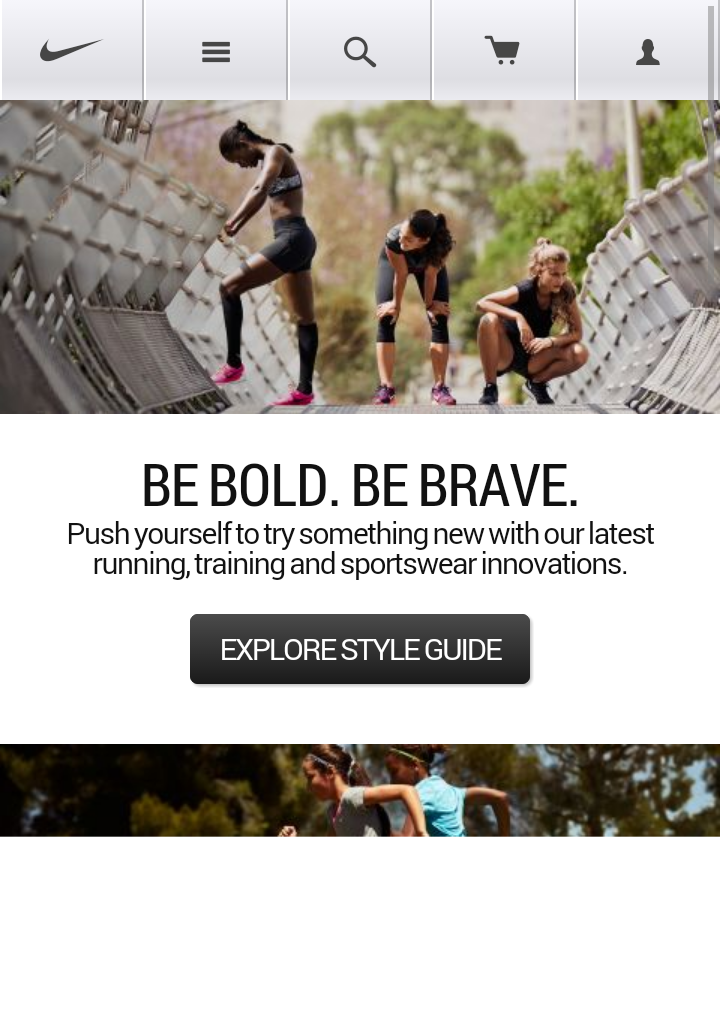 BE BOLD. BE BRAVE.
Push yourself to try something new with our latest
running, training and sportswear innovations.
EXPLORE STYLE GUIDE